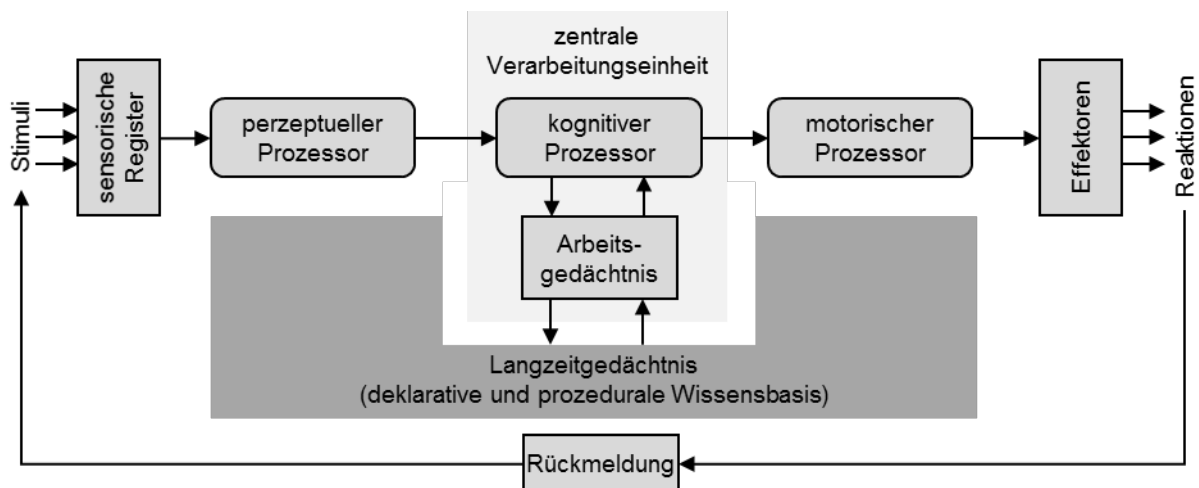 zentrale
Verarbeitungseinheit
Stimuli
sensorische
Register
perzeptueller
Prozessor
kognitiver
Prozessor
motorischer
Prozessor
Effektoren
Reaktionen
Arbeits-
gedächtnis
Langzeitgedächtnis
(deklarative und prozedurale Wissensbasis)
Rückmeldung